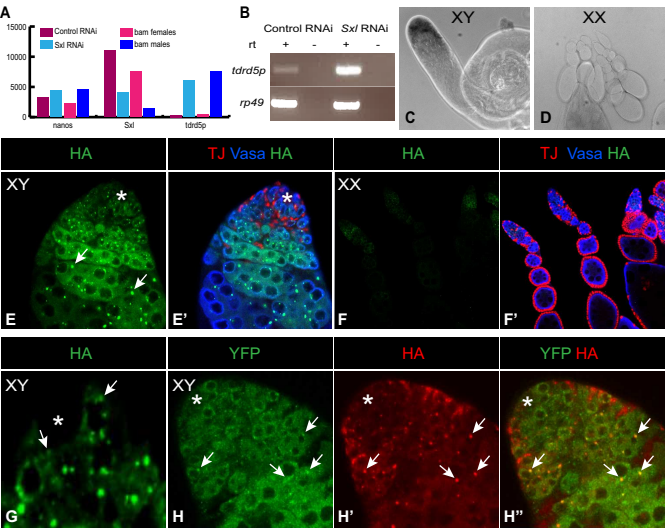 A
15000
10000
5000
0
Control RNAi
Sxl RNAi
bam females
bam males
nanos
Sxl
tdrd5p
B
Control RNAi
Sxl RNAi
rt
+
-
+
-
tdrd5p
rp49
XY
C
XX
D
HA
XY
*
E
TJ Vasa HA
*
E'
HA
XX
F
TJ Vasa HA
F'
HA
XY
*
G
YFP
XY
*
H
HA
*
H'
YFP HA
*
H"